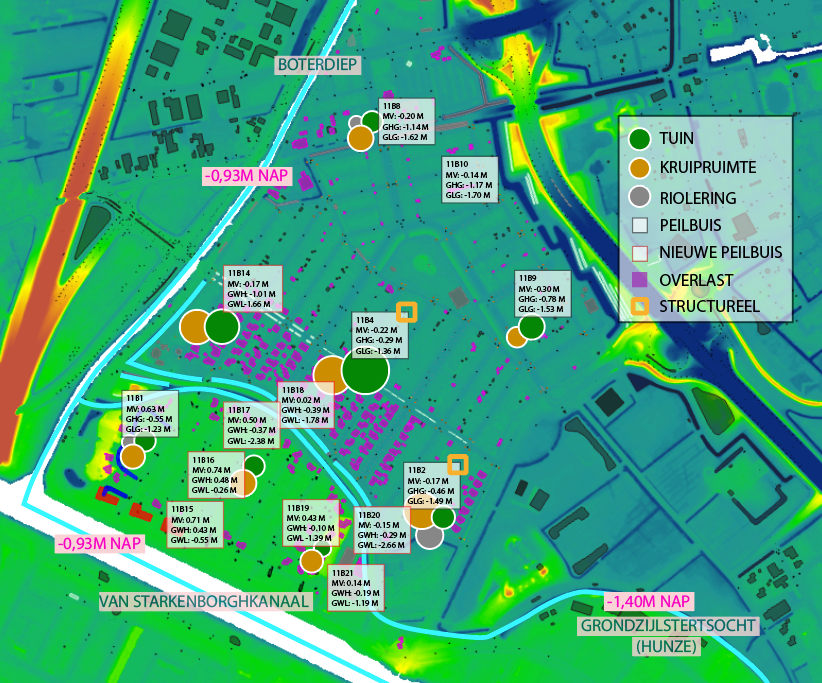 BOTERDIEP
11B8
MV: -0.20 M
GHG: -1.14 M
GLG: -1.62 M
-0,93M NAP
11B10
MV: -0.14 M
GHG: -1.17 M
GLG: -1.70 M
TUIN
KRUIPRUIMTE
RIOLERING
PEILBUIS
NIEUWE PEILBUIS
OVERLAST
STRUCTUREEL
11B14
MV: -0.17 M
GWH: -1.01 M
GWL:-1.66 M
11B9
MV: -0.30 M
GHG: -0.78 M
GLG: -1.53 M
11B4
MV: -0.22 M
GHG: -0.29 M
GLG: -1.36 M
11B18
MV: 0.02 M
GWH: -0.39 M
GWL: -1.78 M
11B1
MV: 0.63 M
GHG: -0.55 M
GLG: -1.23 M
11B17
MV: 0.50 M
GWH: -0.37 M
GWL: -2.38 M
11B16
MV: 0.74 M
GWH: 0.48 M
GWL -0.26 M
11B2
MV: -0.17 M
GHG: -0.46 M
GLG: -1.49 M
11B15
MV: 0.71 M
GWH: 0.43 M
GWL: -0.55 M
11B19
MV: 0.43 M
GWH: -0.10 M
GWL -1.39 M
11B20
MV: -0.15 M
GWH: -0.29 M
GWL: -2.66 M
-0,93M NAP
11B21
MV: 0.14 M
GWH: -0.19 M
GWL: -1.19 M
VAN STARKENBORGHKANAAL
-1,40M NAP
GRONDZIJLSTERTSOCHT
(HUNZE)